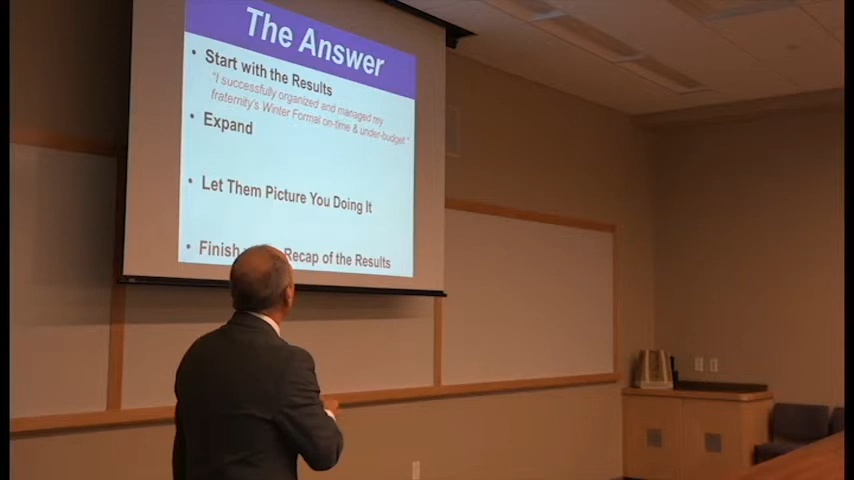 The Answer
• Start with the Results
"I successfully organized and managed my
fraternity's Winter Formal on-time & under-budget"
• Expand
• Let Them Picture You Doing It
• Finish Recap of the Results